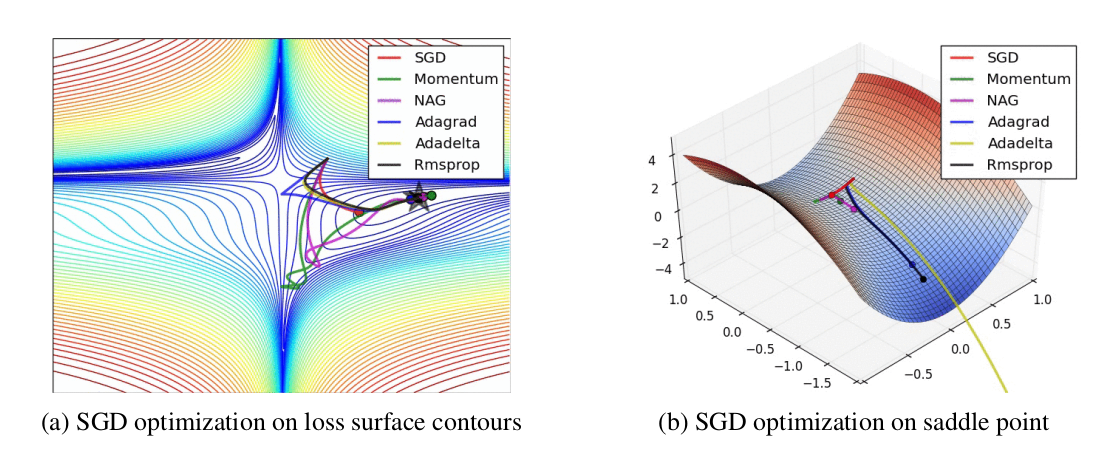 SGD
Momentum
NAG
Adagrad
Adadelta
Rmsprop
(a) SGD optimization on loss surface contours
SGD
Momentum
NAG
Adagrad
Adadelta
Rmsprop
4
2
0
−2
−4
1.0
0.5
0.0
−0.5
−1.0
−1.5
−0.5
0.0
0.5
1.0
(b) SGD optimization on saddle point